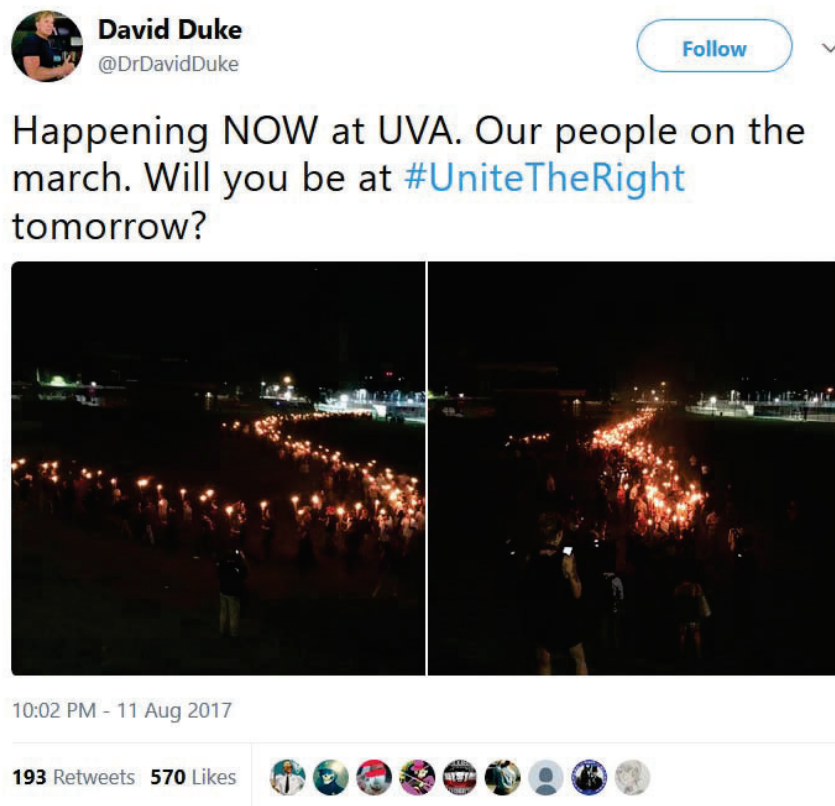 David Duke
@DrDavidDuke
Follow
Happening NOW at UVA. Our people on the
march. Will you be at #UniteTheRight
tomorrow?
10:02 PM - 11 Aug 2017
193 Retweets 570 Likes